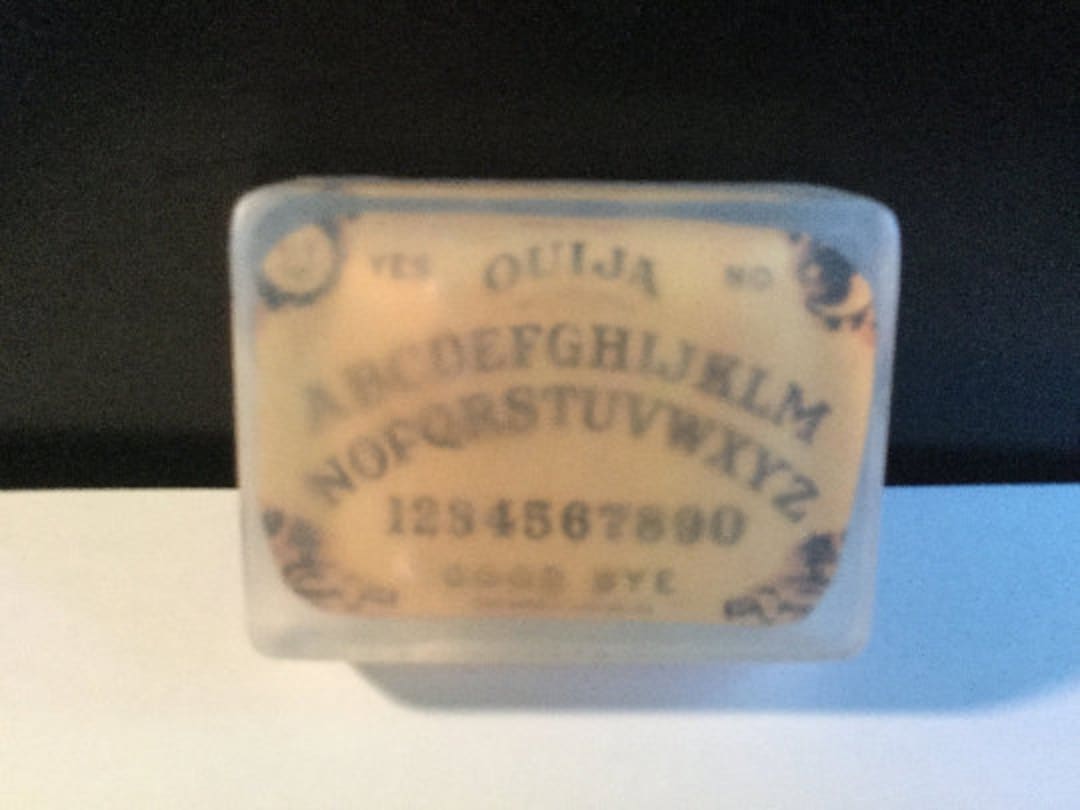 YES OUIJA NO
ABCDEFGHIJKLM
NOPQRSTUVWXYZ
1234567890
GOOD BYE